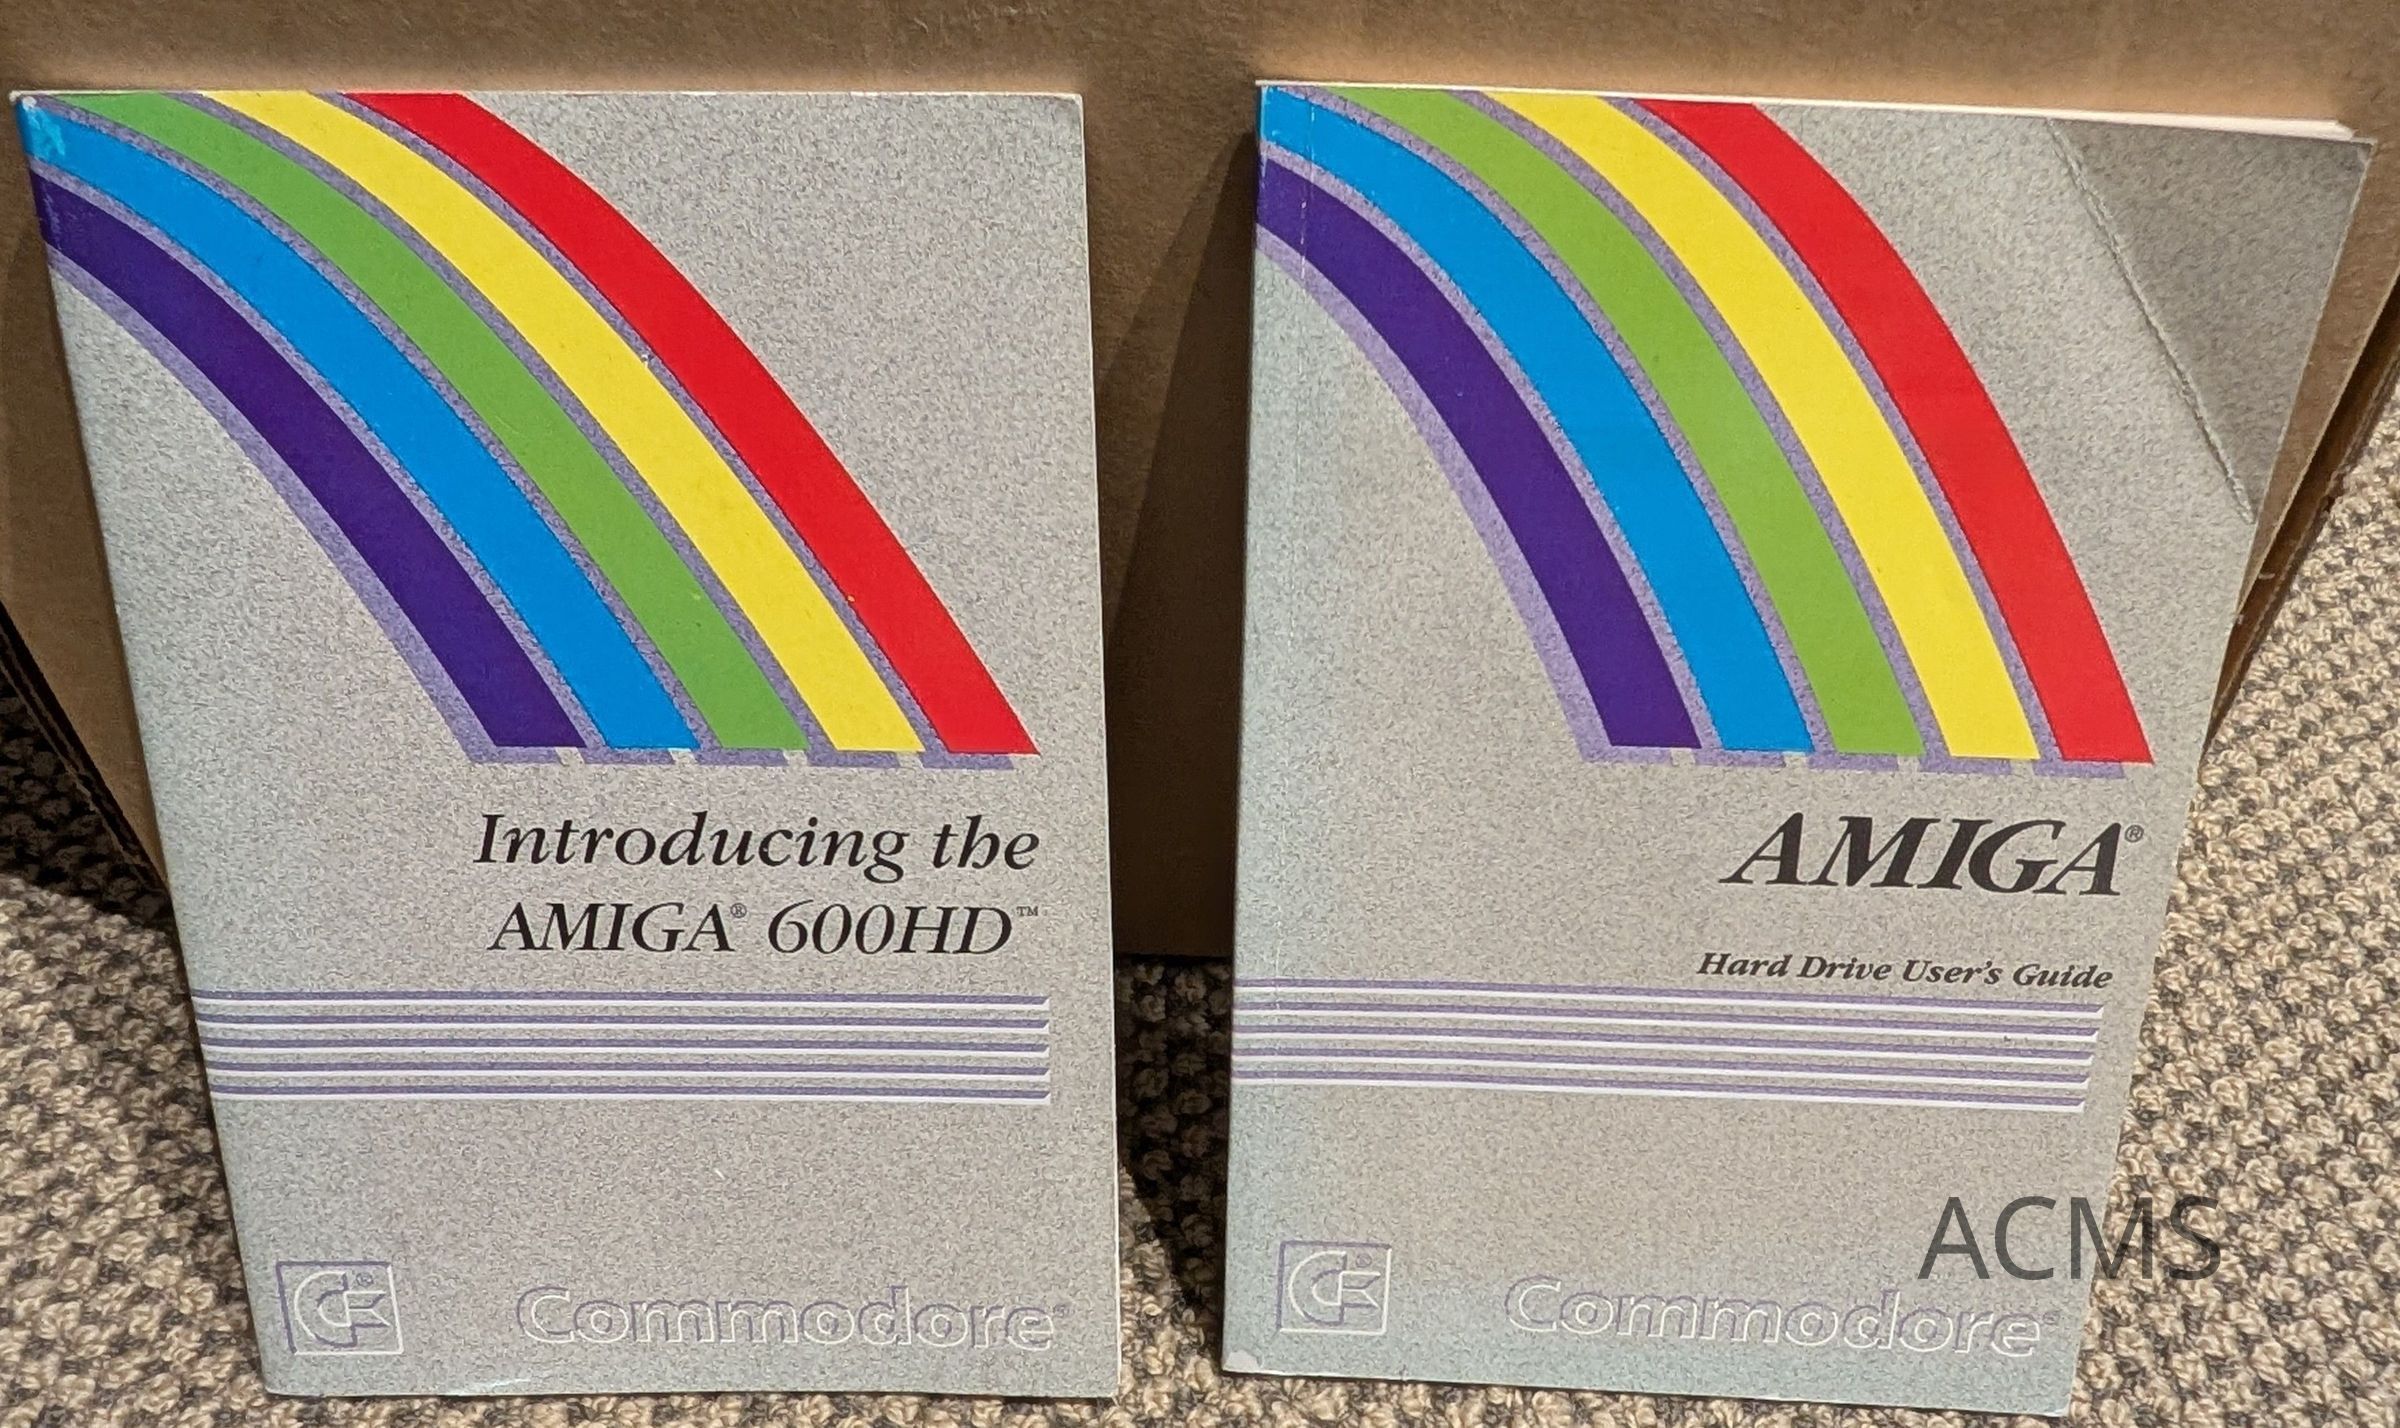 Introducing the
AMIGA® 600HD™
Commodore®
AMIGA®
Hard Drive User's Guide
Commodore®
ACMS